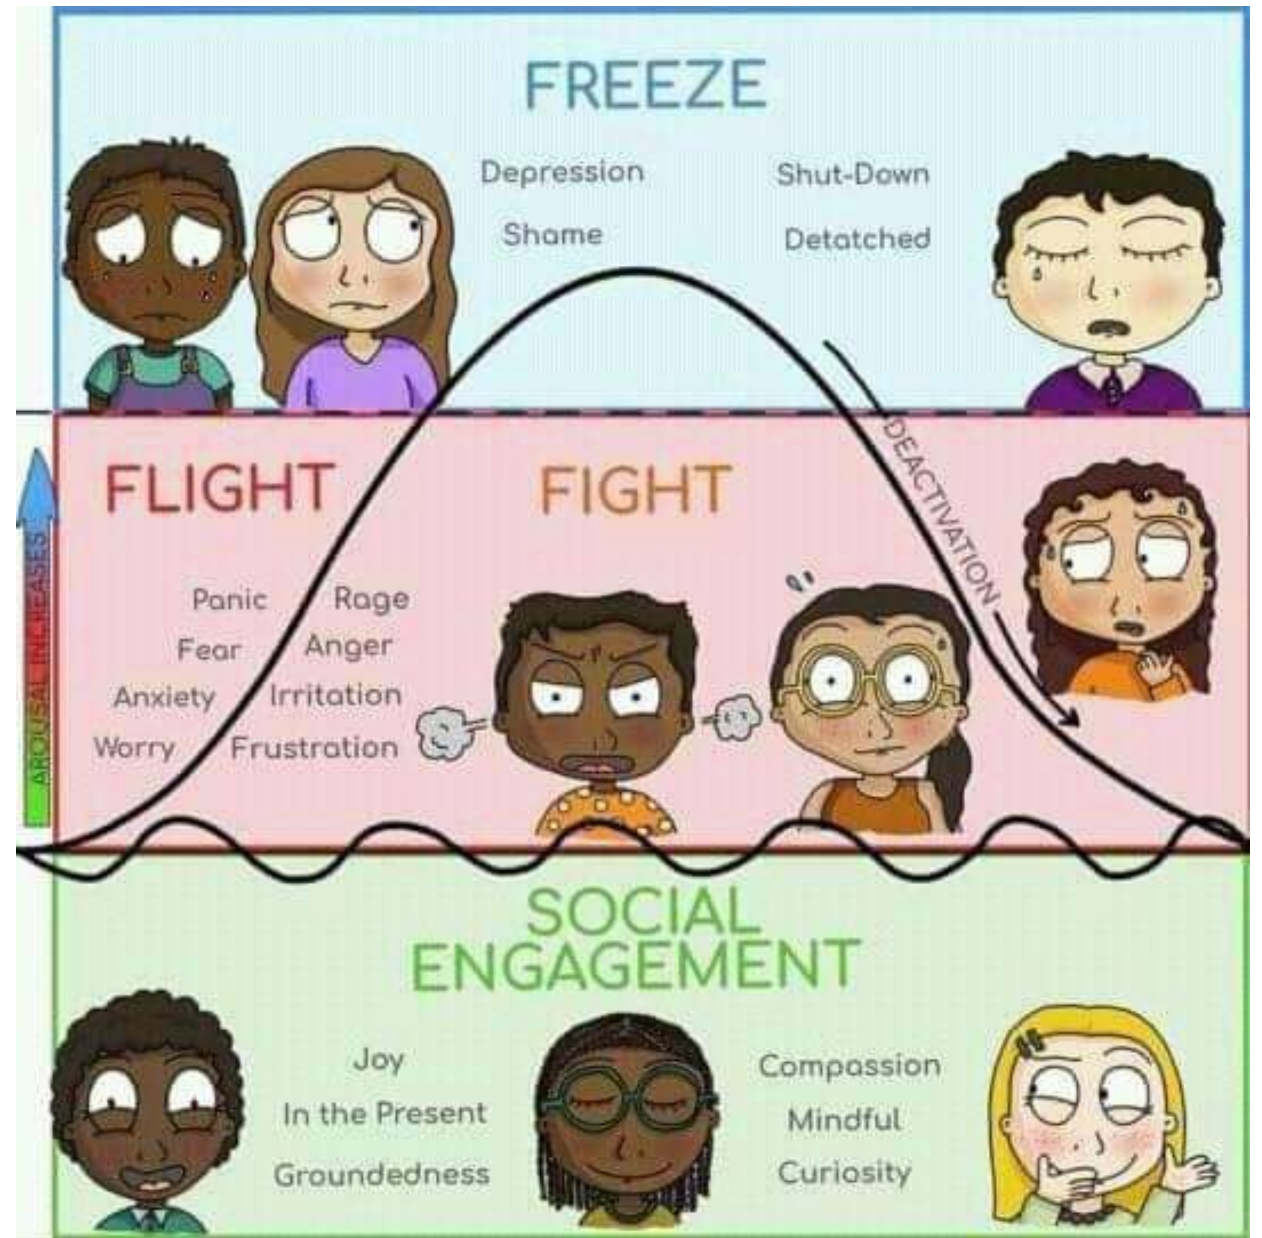 FREEZE
Depression
Shut-Down
Shame
Detatched
FLIGHT
FIGHT
Panic
Rage
Fear
Anger
Anxiety
Irritation
Worry
Frustration
DEACTIVATION
AROUSAL INCREASES
SOCIAL
ENGAGEMENT
Joy
In the Present
Groundedness
Compassion
Mindful
Curiosity